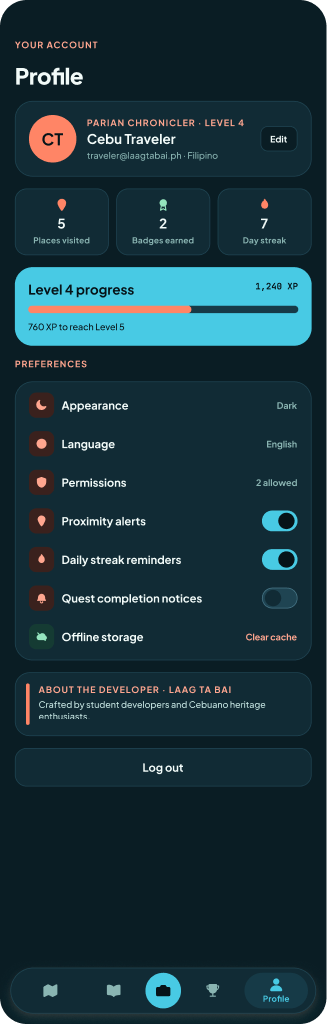 YOUR ACCOUNT
Profile
CT
PARIAN CHRONICLER · LEVEL 4
Cebu Traveler
traveler@laagtabai.ph · Filipino
Edit
5
Places visited
2
Badges earned
7
Day streak
Level 4 progress
1,240 XP
760 XP to reach Level 5
PREFERENCES
Appearance
Dark
Language
English
Permissions
2 allowed
Proximity alerts
Daily streak reminders
Quest completion notices
Offline storage
Clear cache
ABOUT THE DEVELOPER · LAAG TA BAI
Crafted by student developers and Cebuano heritage
enthusiasts.
Log out
Profile